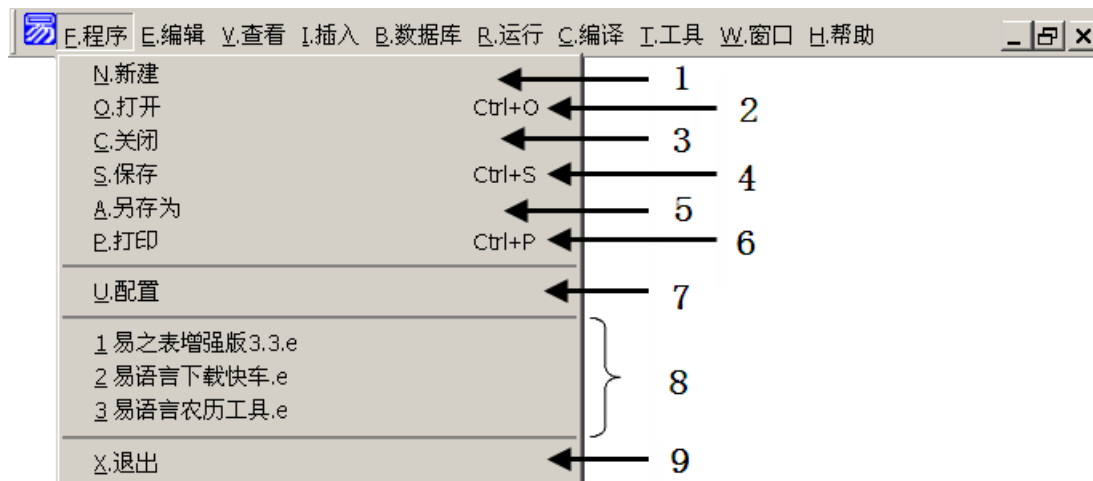 易 F.程序 E.编辑 V.查看 I.插入 B.数据库 R.运行 C.编译 T.工具 W.窗口 H.帮助
N.新建 1
O.打开 Ctrl+O 2
C.关闭 3
S.保存 Ctrl+S 4
A.另存为 5
P.打印 Ctrl+P 6
U.配置 7
1 易之表增强版3.3.e
2 易语言下载快车.e 8
3 易语言农历工具.e
X.退出 9